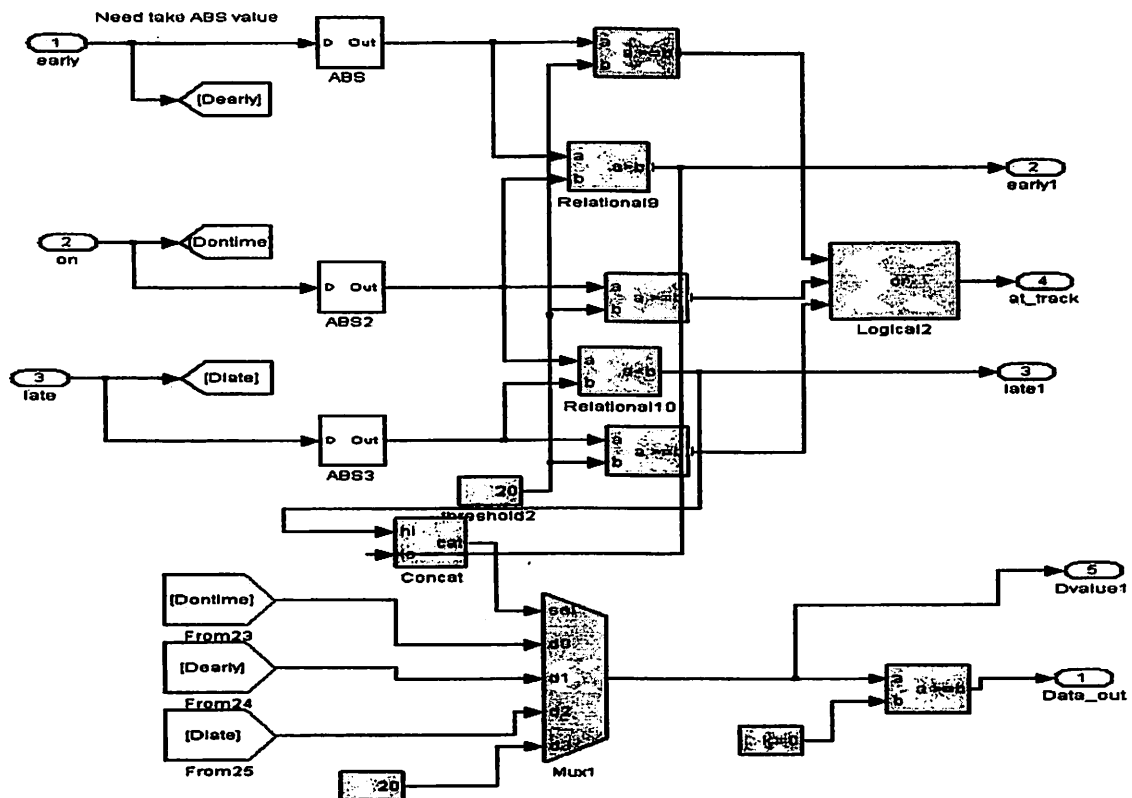 Need take ABS value
1
early
D Out
ABS
[Dearly]
a
b
a
b
Relational9
2
early1
2
on
[Dontime]
D Out
ABS2
a
b
or
Logical2
4
at_track
3
late
[Dlate]
a
b
Relational10
3
late1
D Out
ABS3
a
b
20
threshold2
hi
lo
cat
Concat
[Dontime]
From23
[Dearly]
From24
[Dlate]
From25
sel
d0
d1
d2
d3
Mux1
20
5
Dvalue1
a
b
1
Data_out